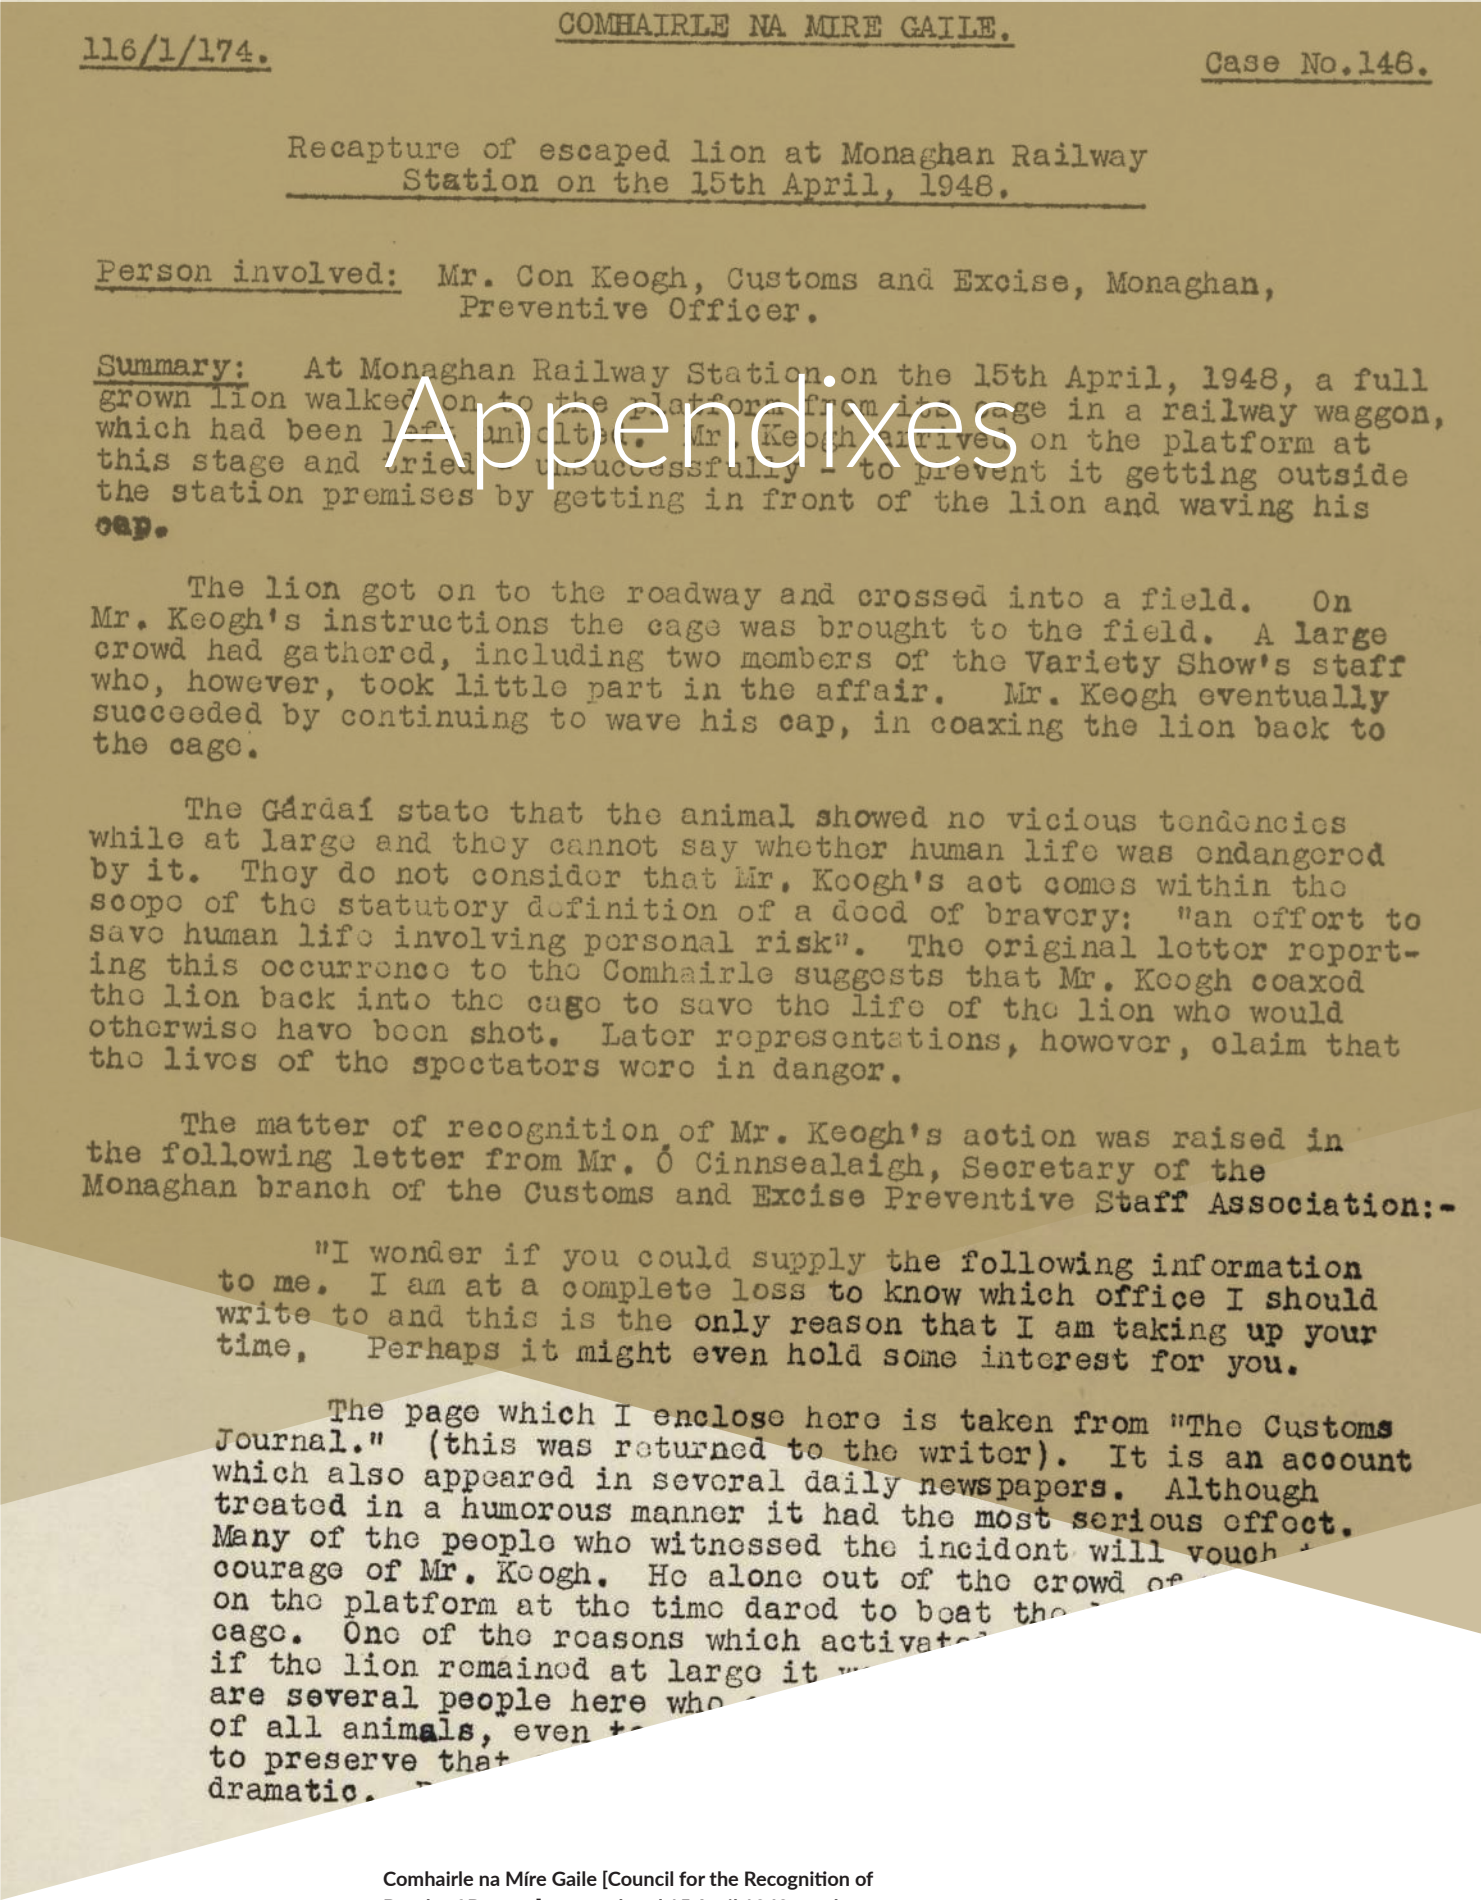 COMHAIRLE NA MIRE GAILE.
116/1/174.
Case No.148.
Recapture of escaped lion at Monaghan Railway
Station on the 15th April, 1948.
Person involved: Mr. Con Keogh, Customs and Excise, Monaghan,
Preventive Officer.
Summary: At Monaghan Railway Station on the 15th April, 1948, a full
grown lion walked on to the platform from its cage in a railway waggon,
which had been left unbolted. Mr. Keogh arrived on the platform at
this stage and tried - unsuccessfully - to prevent it getting outside
the station premises by getting in front of the lion and waving his
cap.
Appendixes
The lion got on to the roadway and crossed into a field. On
Mr. Keogh's instructions the cage was brought to the field. A large
crowd had gathered, including two members of the Variety Show's staff
who, however, took little part in the affair. Mr. Keogh eventually
succeeded by continuing to wave his cap, in coaxing the lion back to
the cage.
The Gárdaí state that the animal showed no vicious tendencies
while at large and they cannot say whether human life was endangered
by it. They do not consider that Mr. Keogh's act comes within the
scope of the statutory definition of a deed of bravery: "an effort to
save human life involving personal risk". The original letter report-
ing this occurrence to the Comhairle suggests that Mr. Keogh coaxed
the lion back into the cage to save the life of the lion who would
otherwise have been shot. Later representations, however, claim that
the lives of the spectators were in danger.
The matter of recognition of Mr. Keogh's action was raised in
the following letter from Mr. Ó Cinnsealaigh, Secretary of the
Monaghan branch of the Customs and Excise Preventive Staff Association:-
"I wonder if you could supply the following information
to me. I am at a complete loss to know which office I should
write to and this is the only reason that I am taking up your
time, Perhaps it might even hold some interest for you.
The page which I enclose here is taken from "The Customs
Journal." (this was returned to the writer). It is an account
which also appeared in several daily newspapers. Although
treated in a humorous manner it had the most serious effect.
Many of the people who witnessed the incident will vouch
courage of Mr. Keogh. He alone out of the crowd of
on the platform at the time dared to beat the
cage. One of the reasons which activated
if the lion remained at large it
are several people here who
of all animals, even
to preserve that
dramatic.
Comhairle na Míre Gaile [Council for the Recognition of